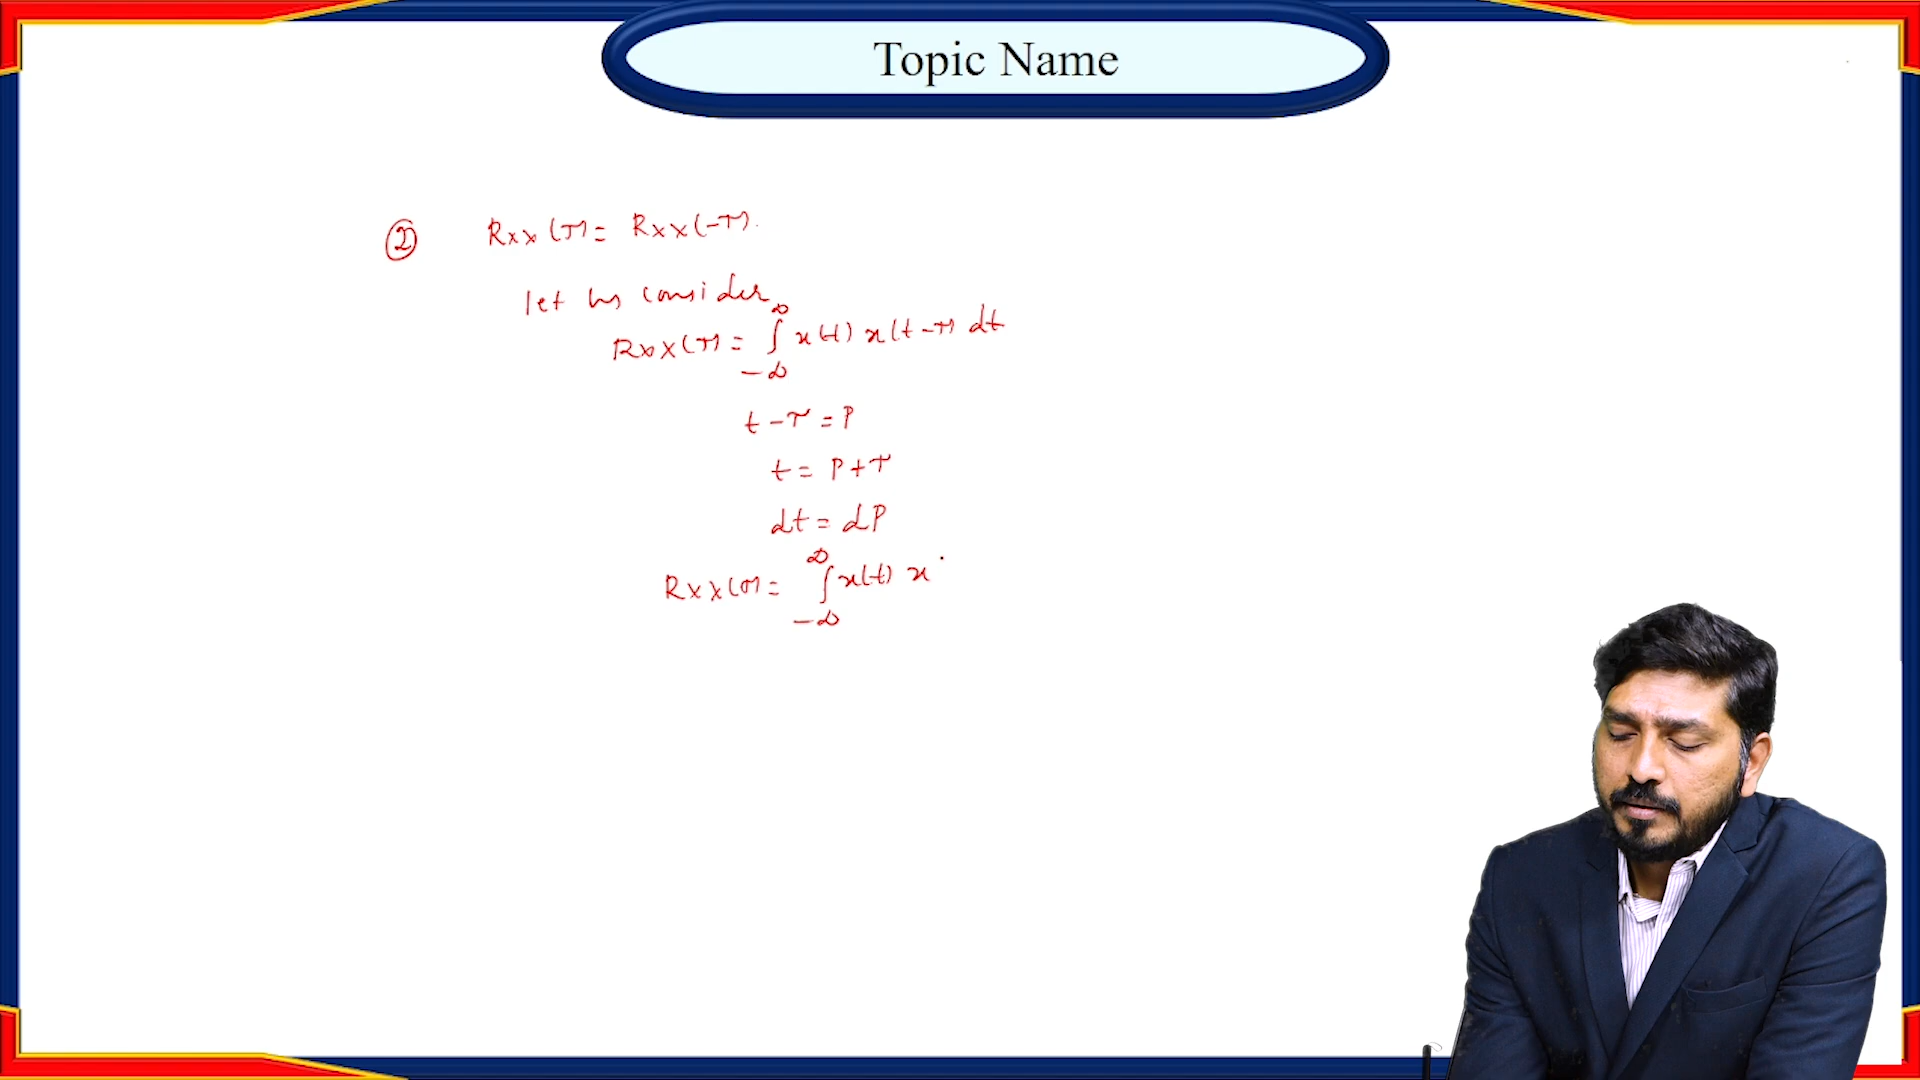 Topic Name
② Rxx(τ) = Rxx(-τ).
let us consider
Rxx(τ) = ∫ x(t) x(t-τ) dt
∞
-∞
t-τ = P
t = P+τ
dt = dP
Rxx(τ) = ∫ x(t) x
∞
-∞